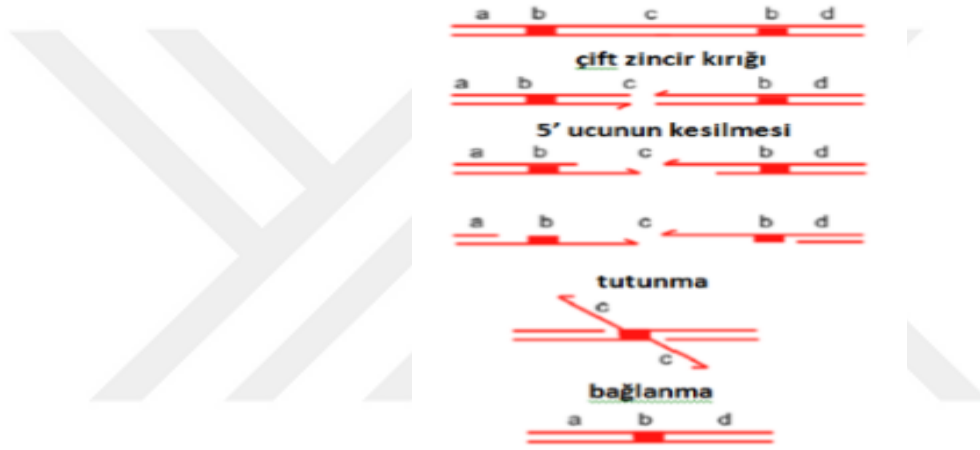 a b c b d
çift zincir kırığı
a b c b d
5’ ucunun kesilmesi
a b c b d
a b c b d
tutunma
c
c
bağlanma
a b d